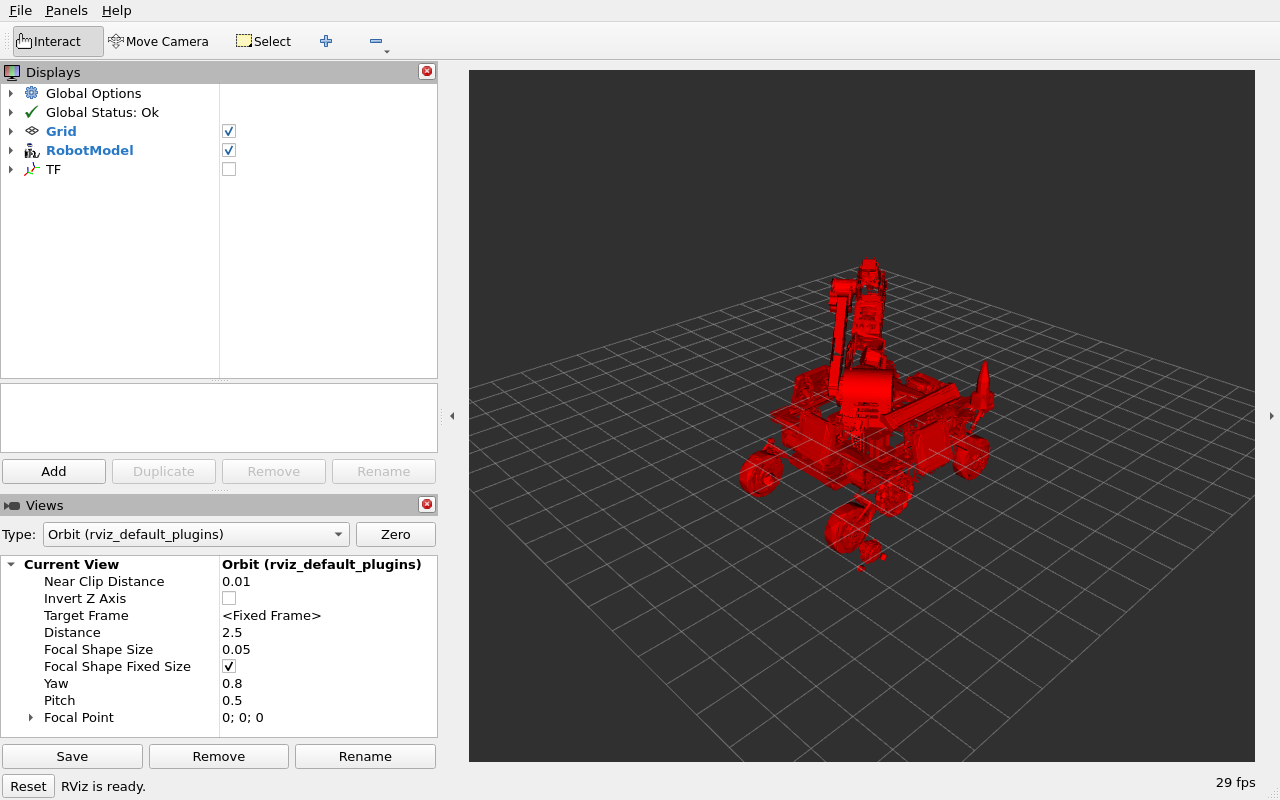 File Panels Help
Interact Move Camera Select
Displays
Global Options
Global Status: Ok
Grid
RobotModel
TF
Add Duplicate Remove Rename
Views
Type: Orbit (rviz_default_plugins) Zero
Current View Orbit (rviz_default_plugins)
Near Clip Distance 0.01
Invert Z Axis
Target Frame <Fixed Frame>
Distance 2.5
Focal Shape Size 0.05
Focal Shape Fixed Size
Yaw 0.8
Pitch 0.5
Focal Point 0; 0; 0
Save Remove Rename
Reset RViz is ready. 29 fps